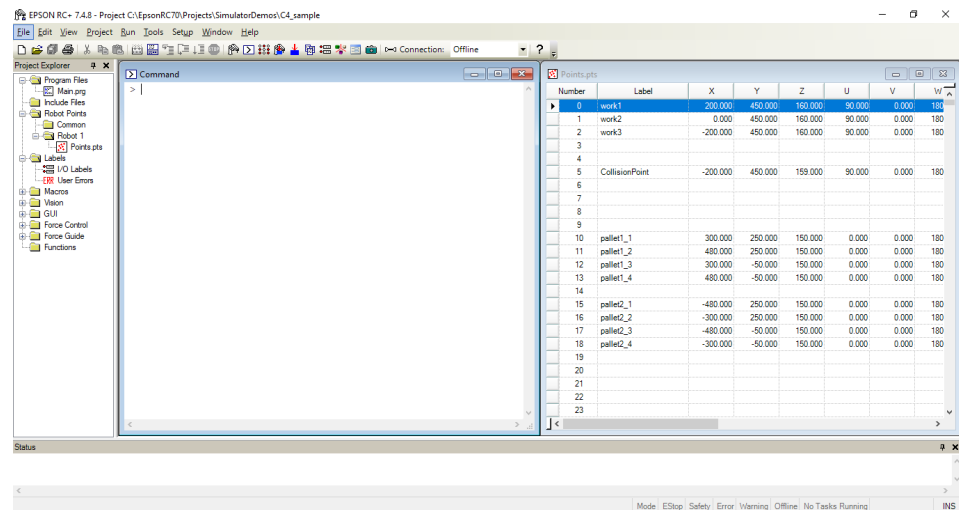 EPSON RC+ 7.4.8 - Project C:\EpsonRC70\Projects\SimulatorDemos\C4_sample
File Edit View Project Run Tools Setup Window Help
Connection: Offline
?
Project Explorer
Program Files
Main.prg
Include Files
Robot Points
Common
Robot 1
Points.pts
Labels
I/O Labels
ERR User Errors
Macros
Vision
GUI
Force Control
Force Guide
Functions
Command
>
Points.pts
Number Label X Y Z U V W
0 work1 200.000 450.000 160.000 90.000 0.000 180
1 work2 0.000 450.000 160.000 90.000 0.000 180
2 work3 -200.000 450.000 160.000 90.000 0.000 180
3
4
5 CollisionPoint -200.000 450.000 159.000 90.000 0.000 180
6
7
8
9
10 pallet1_1 300.000 250.000 150.000 0.000 0.000 180
11 pallet1_2 480.000 250.000 150.000 0.000 0.000 180
12 pallet1_3 300.000 -50.000 150.000 0.000 0.000 180
13 pallet1_4 480.000 -50.000 150.000 0.000 0.000 180
14
15 pallet2_1 -480.000 250.000 150.000 0.000 0.000 180
16 pallet2_2 -300.000 250.000 150.000 0.000 0.000 180
17 pallet2_3 -480.000 -50.000 150.000 0.000 0.000 180
18 pallet2_4 -300.000 -50.000 150.000 0.000 0.000 180
19
20
21
22
23
Status
Mode EStop Safety Error Warning Offline No Tasks Running INS